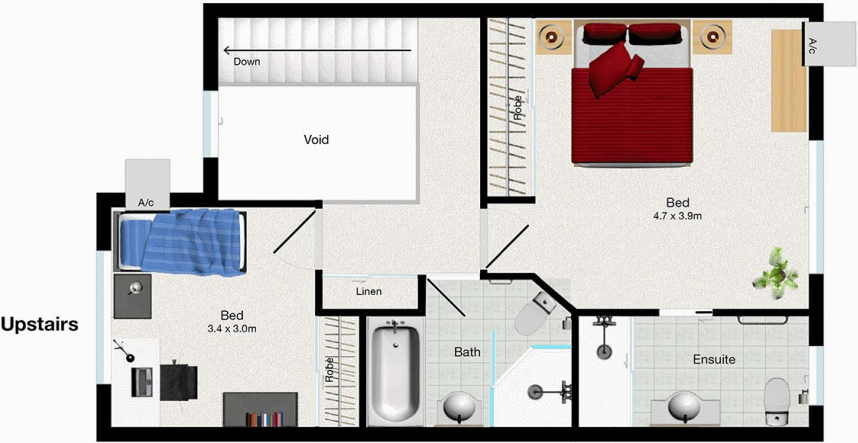 Down
A/c
Robe
Void
A/c
Bed
4.7 x 3.9m
Linen
Upstairs
Bed
3.4 x 3.0m
Robe
Bath
Ensuite